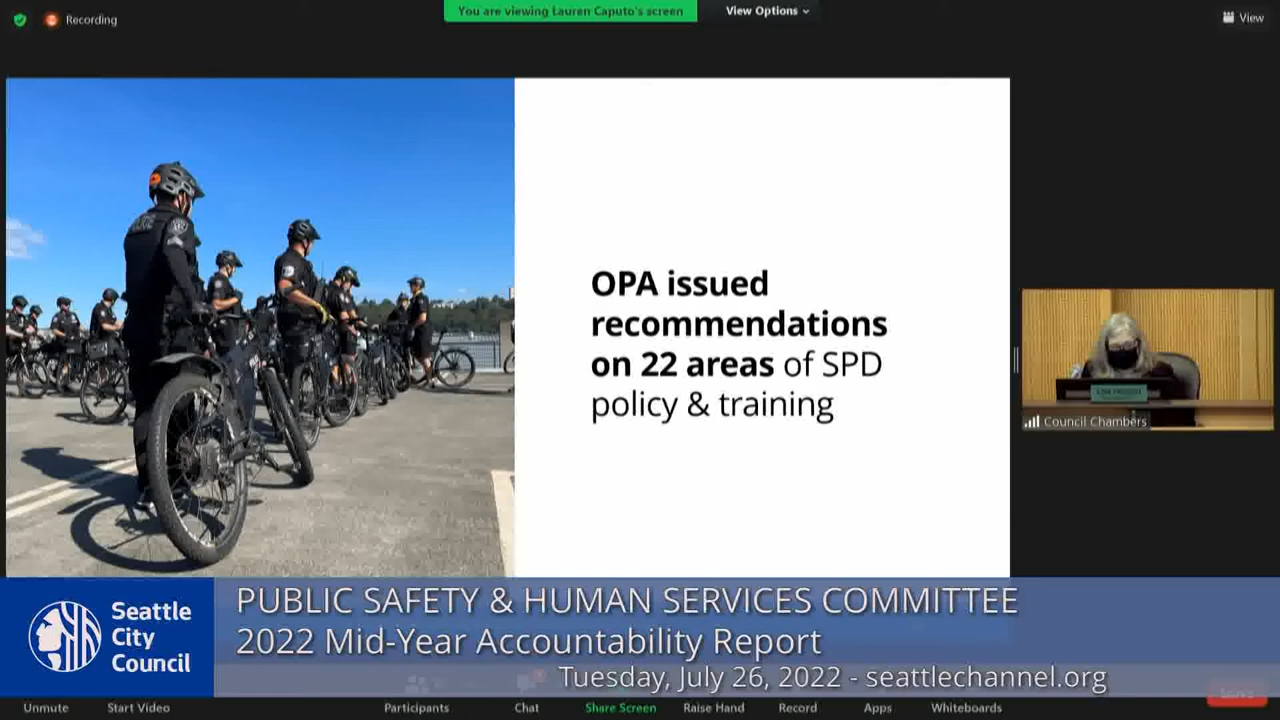 Recording
You are viewing Lauren Caputo's screen
View Options
View
POLICE
OPA issued
recommendations
on 22 areas of SPD
policy & training
Council Chambers
Seattle
City
Council
PUBLIC SAFETY & HUMAN SERVICES COMMITTEE
2022 Mid-Year Accountability Report
Tuesday, July 26, 2022 - seattlechannel.org
Unmute
Start Video
Participants
Chat
Share Screen
Raise Hand
Record
Apps
Whiteboards